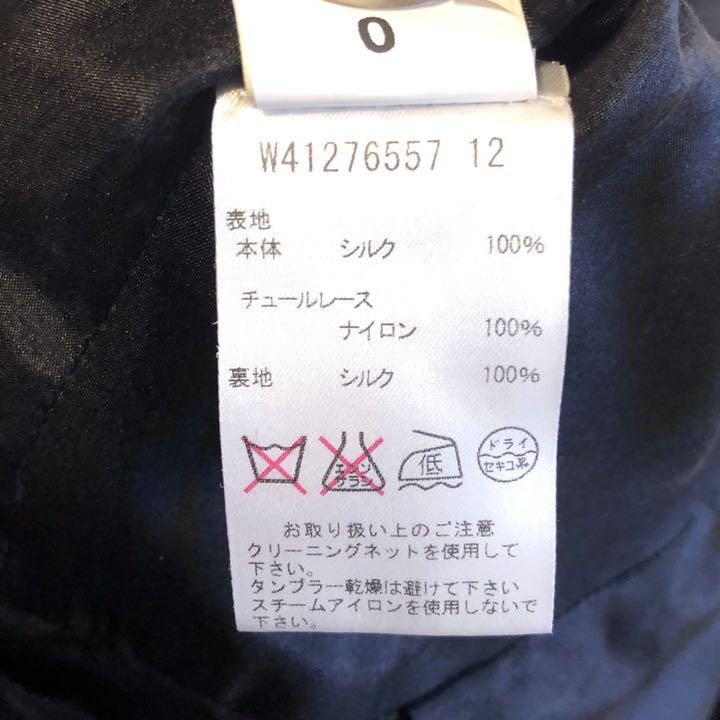 0
W41276557 12
表地
本体 シルク 100%
チュールレース
ナイロン 100%
裏地 シルク 100%
エンソ
サラシ
低
ドライ
セキユ系
お取り扱い上のご注意
クリーニングネットを使用して
下さい。
タンブラー乾燥は避けて下さい
スチームアイロンを使用しないで
下さい。